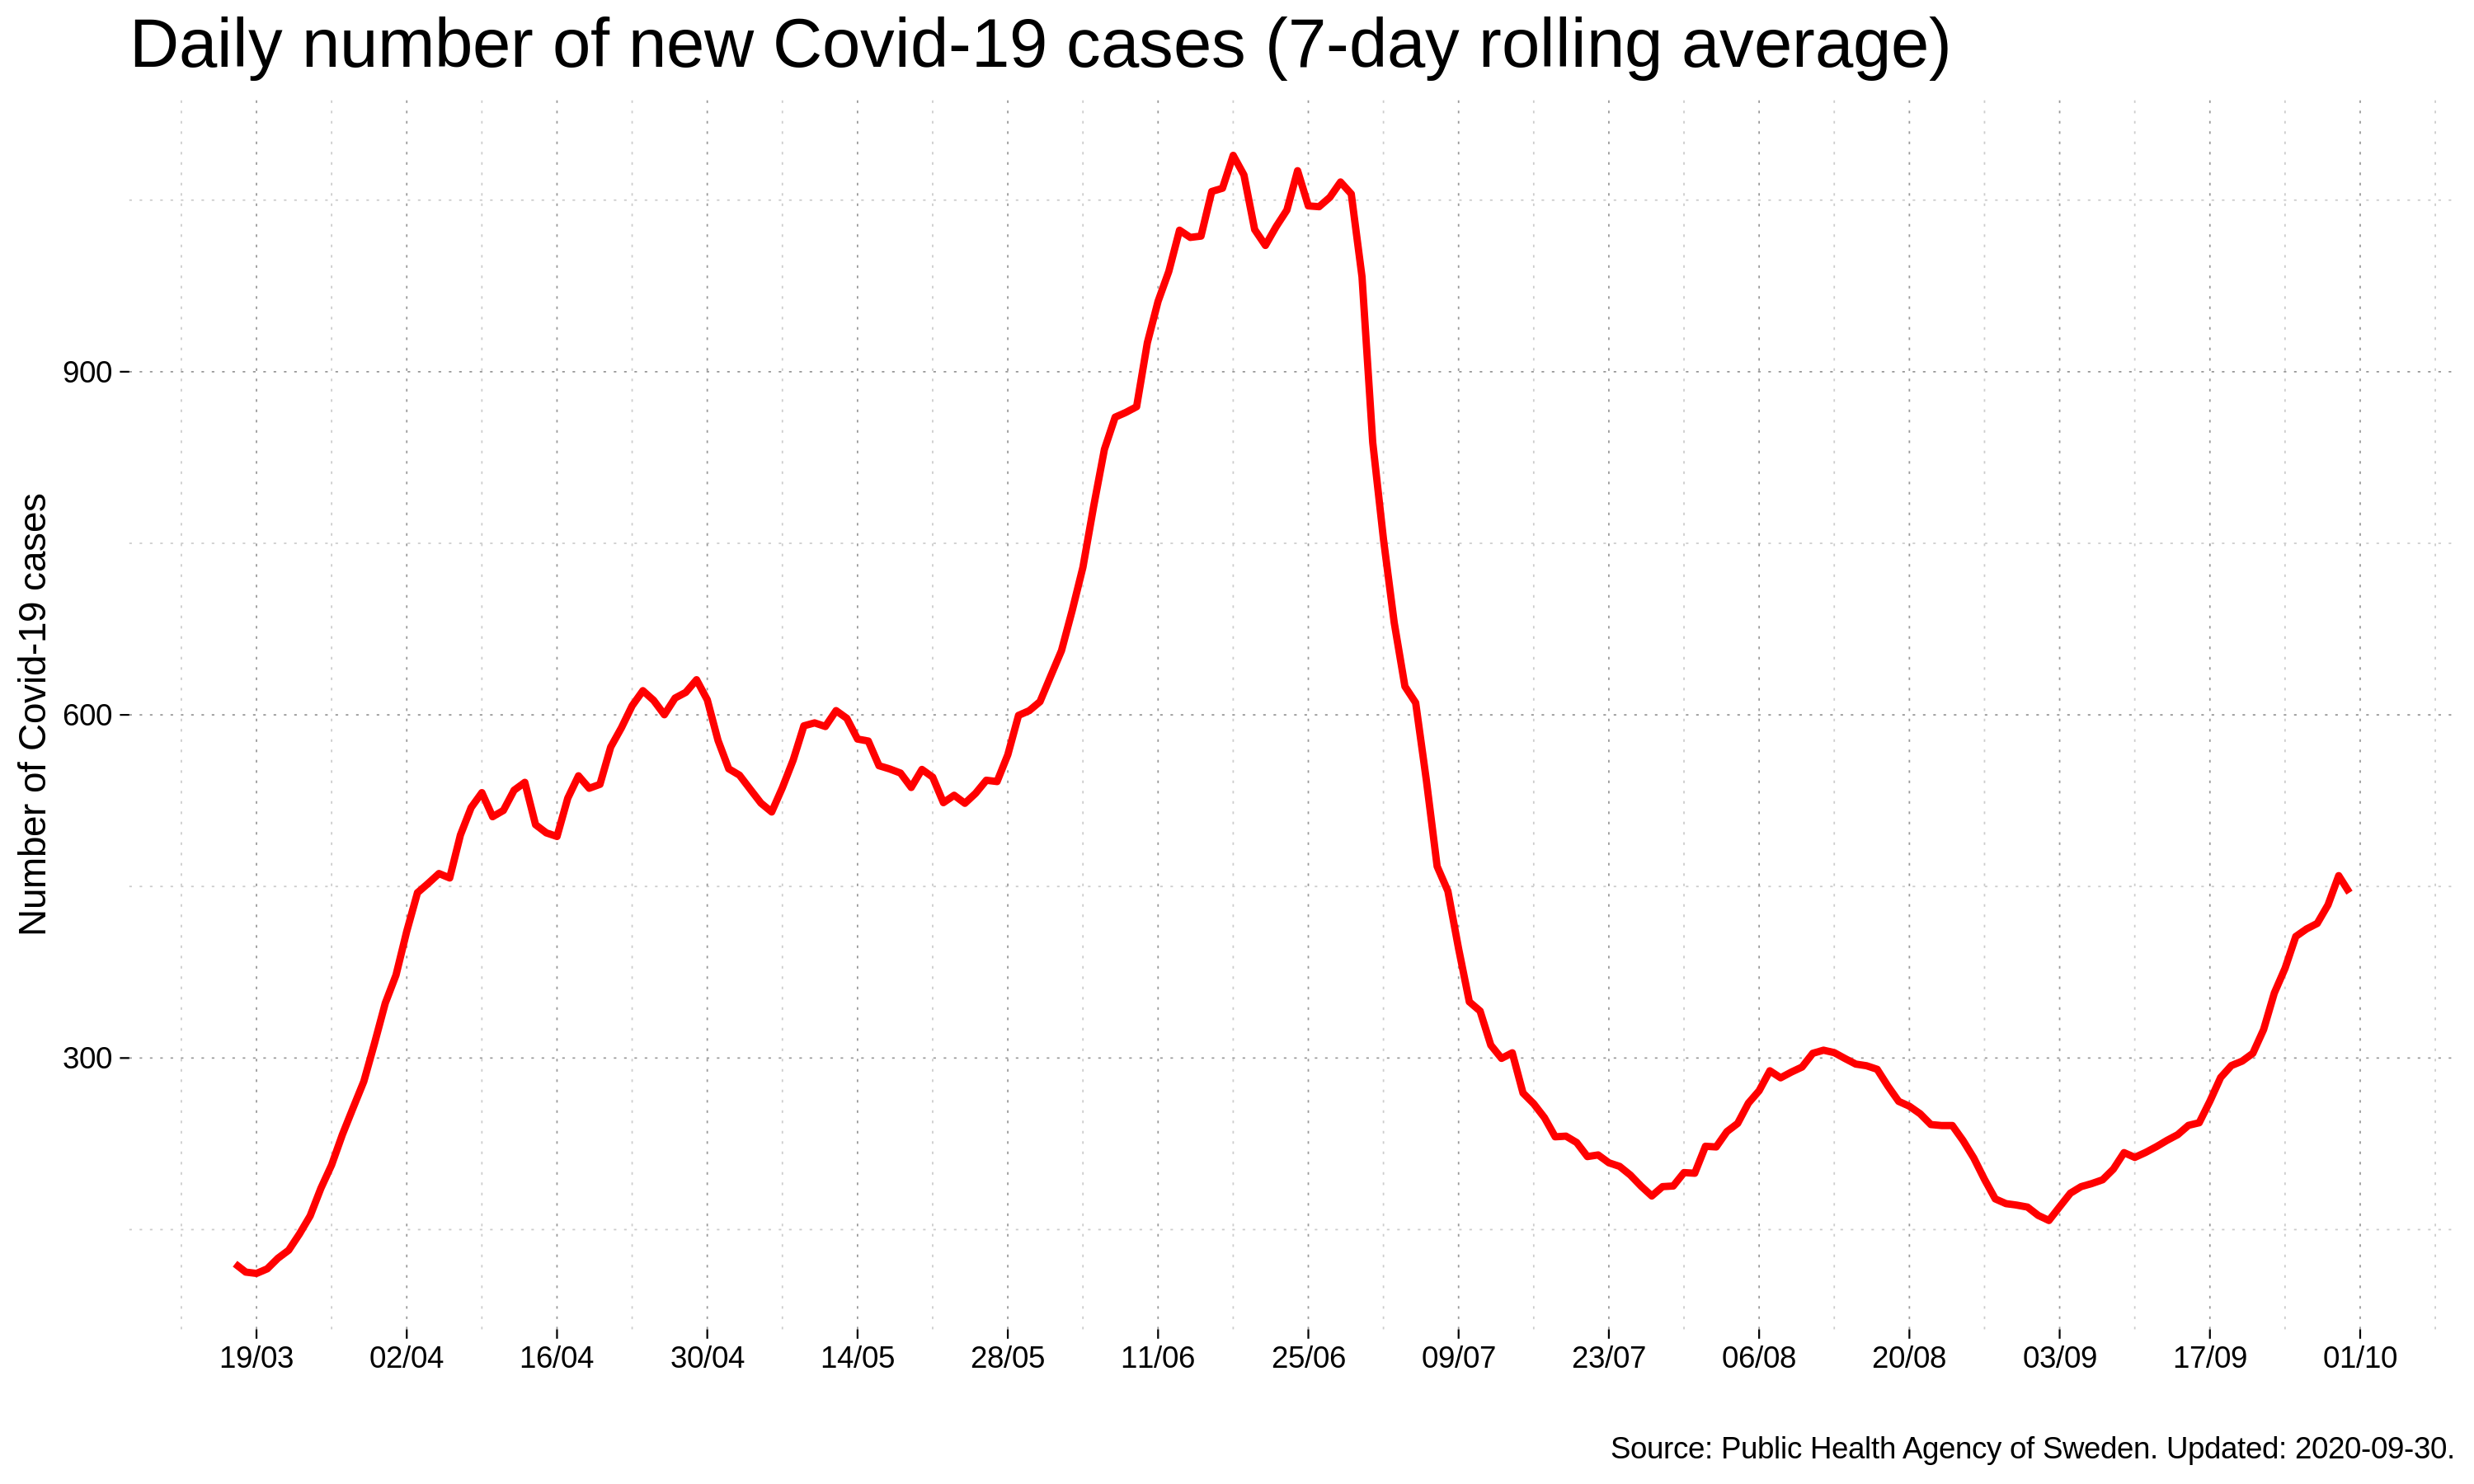 Daily number of new Covid-19 cases (7-day rolling average)
Number of Covid-19 cases
900
600
300
19/03 02/04 16/04 30/04 14/05 28/05 11/06 25/06 09/07 23/07 06/08 20/08 03/09 17/09 01/10
Source: Public Health Agency of Sweden. Updated: 2020-09-30.